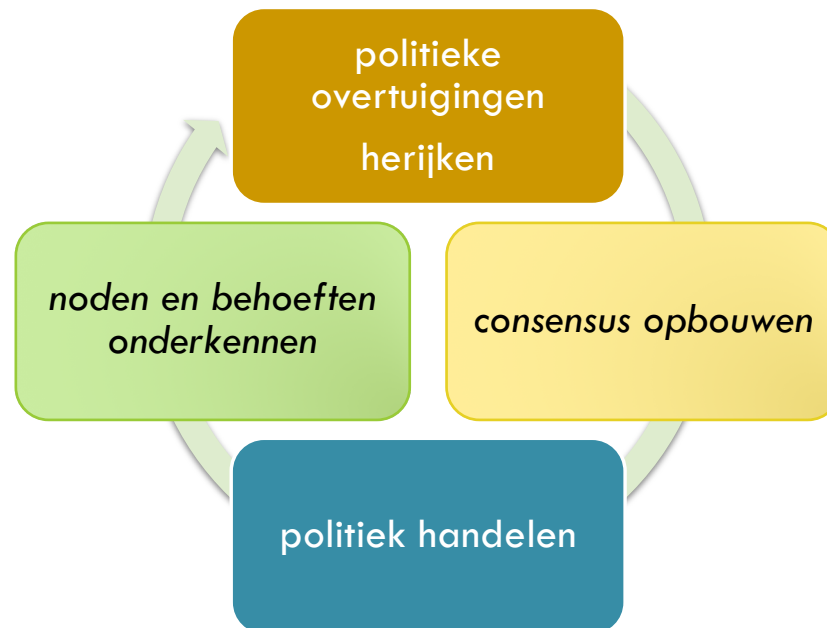 politieke
overtuigingen
herijken
noden en behoeften
onderkennen
consensus opbouwen
politiek handelen